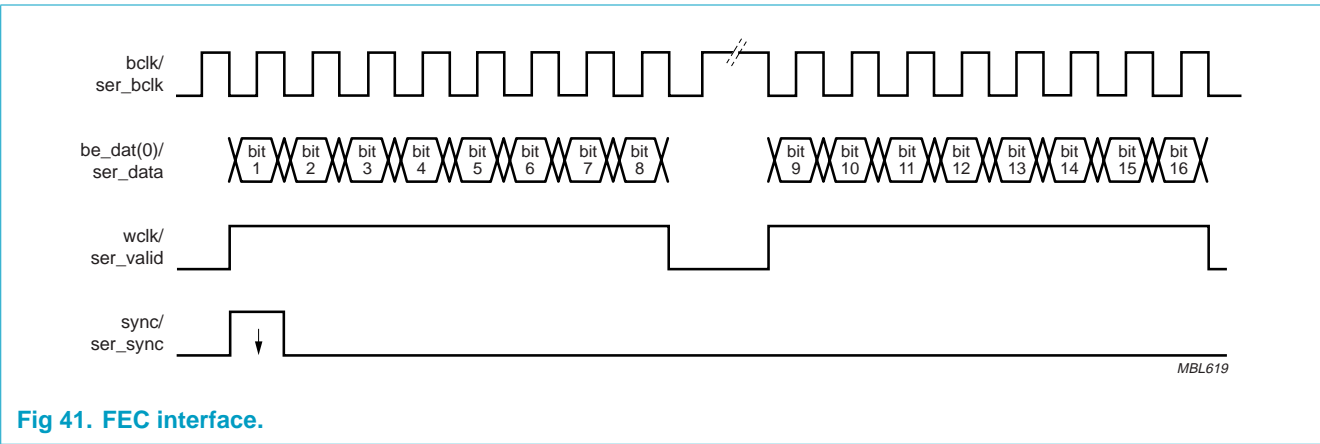 bclk/
ser_bclk
be_dat(0)/
ser_data
bit
1
bit
2
bit
3
bit
4
bit
5
bit
6
bit
7
bit
8
bit
9
bit
10
bit
11
bit
12
bit
13
bit
14
bit
15
bit
16
wclk/
ser_valid
sync/
ser_sync
MBL619
Fig 41. FEC interface.